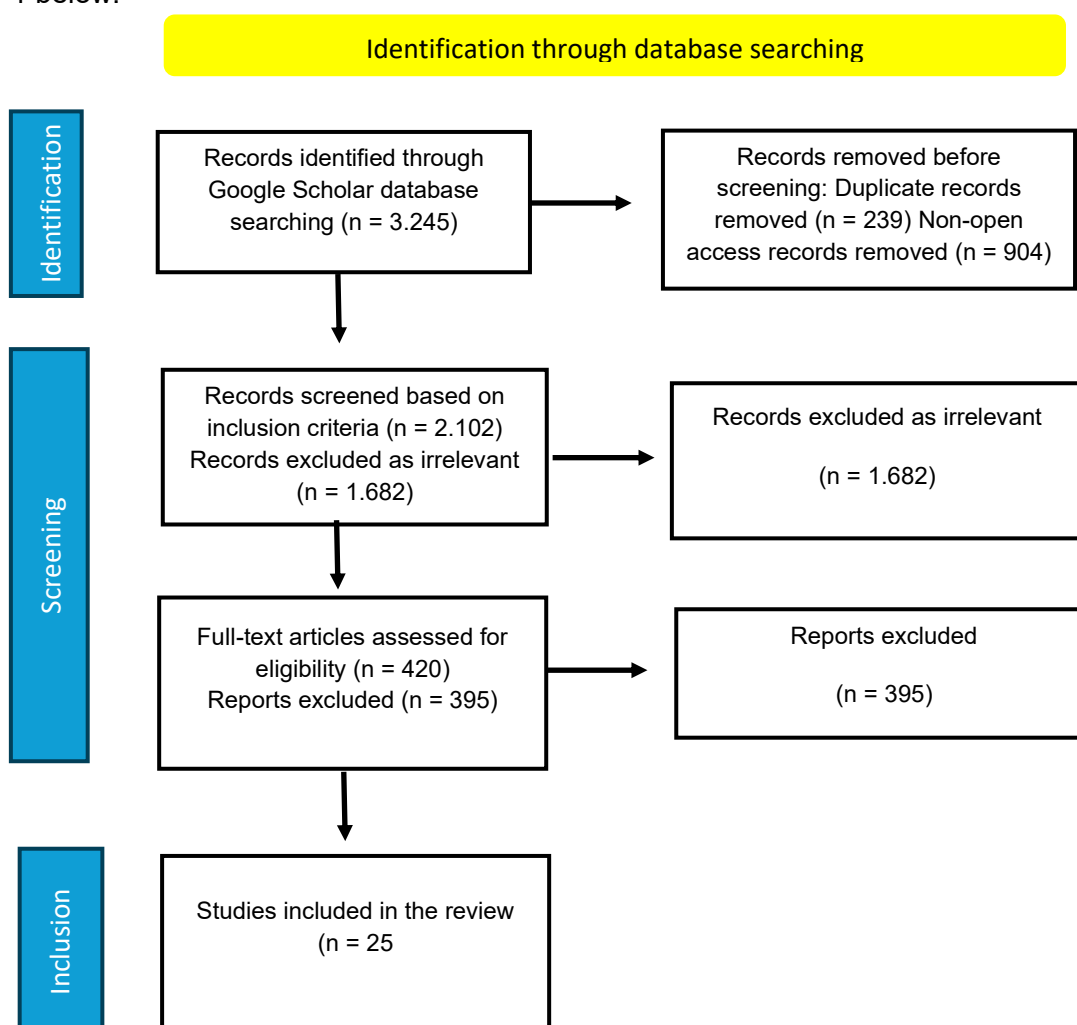 Identification through database searching
Identification
Records identified through
Google Scholar database
searching (n = 3.245)
Records removed before
screening: Duplicate records
removed (n = 239) Non-open
access records removed (n = 904)
Screening
Records screened based on
inclusion criteria (n = 2.102)
Records excluded as irrelevant
(n = 1.682)
Records excluded as irrelevant
(n = 1.682)
Full-text articles assessed for
eligibility (n = 420)
Reports excluded (n = 395)
Reports excluded
(n = 395)
Inclusion
Studies included in the review
(n = 25